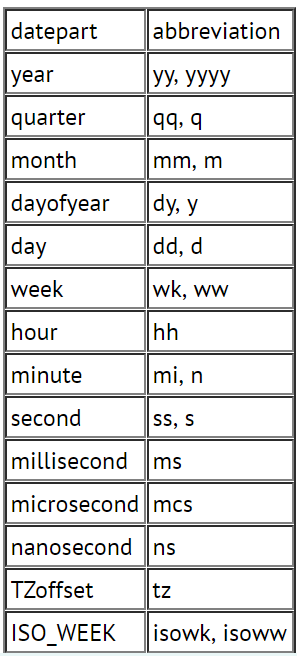 datepart abbreviation
year yy, yyyy
quarter qq, q
month mm, m
dayofyear dy, y
day dd, d
week wk, ww
hour hh
minute mi, n
second ss, s
millisecond ms
microsecond mcs
nanosecond ns
TZoffset tz
ISO_WEEK isowk, isoww